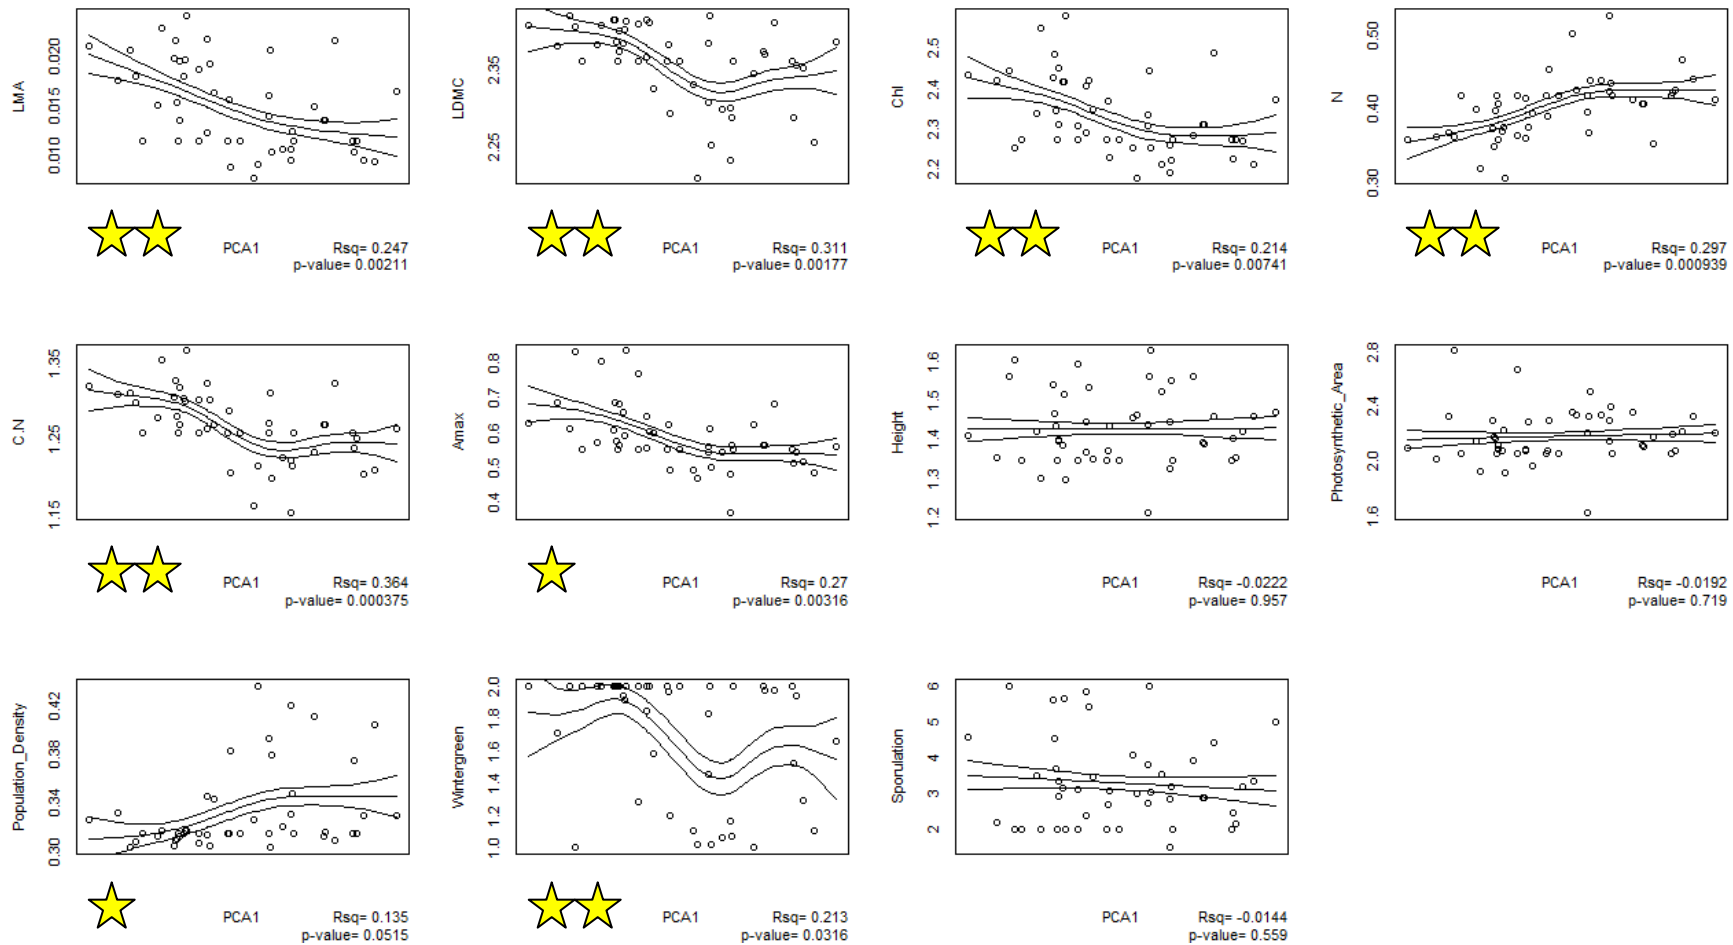 LMA
0.010 0.015 0.020
PCA1
Rsq= 0.247
p-value= 0.00211
LDMC
2.25 2.35
PCA1
Rsq= 0.311
p-value= 0.00177
Chl
2.2 2.3 2.4 2.5
PCA1
Rsq= 0.214
p-value= 0.00741
N
0.30 0.40 0.50
PCA1
Rsq= 0.297
p-value= 0.000939
C.N
1.15 1.25 1.35
PCA1
Rsq= 0.364
p-value= 0.000375
Amax
0.4 0.5 0.6 0.7 0.8
PCA1
Rsq= 0.27
p-value= 0.00316
Height
1.2 1.3 1.4 1.5 1.6
PCA1
Rsq= -0.0222
p-value= 0.957
Photosynthetic_Area
1.6 2.0 2.4 2.8
PCA1
Rsq= -0.0192
p-value= 0.719
Population_Density
0.30 0.34 0.38 0.42
PCA1
Rsq= 0.135
p-value= 0.0515
Wintergreen
1.0 1.2 1.4 1.6 1.8 2.0
PCA1
Rsq= 0.213
p-value= 0.0316
Sporulation
2 3 4 5 6
PCA1
Rsq= -0.0144
p-value= 0.559